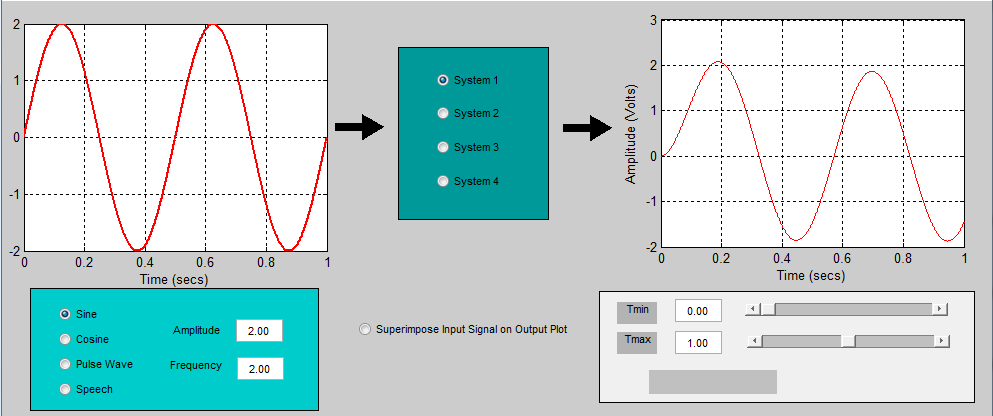 2
1
0
-1
-2
0
0.2
0.4
0.6
0.8
1
Time (secs)
System 1
System 2
System 3
System 4
3
2
1
0
-1
-2
Amplitude (Volts)
0
0.2
0.4
0.6
0.8
1
Time (secs)
Sine
Cosine
Pulse Wave
Speech
Amplitude 2.00
Frequency 2.00
Superimpose Input Signal on Output Plot
Tmin 0.00
Tmax 1.00